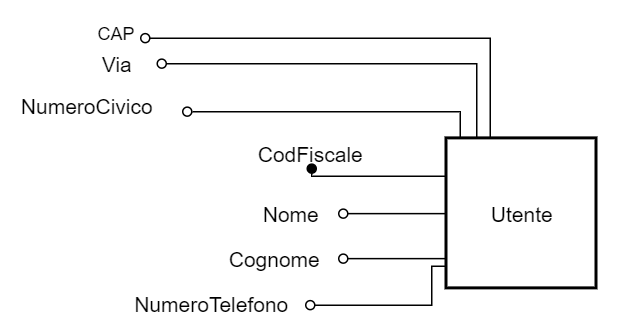 CAP
Via
NumeroCivico
CodFiscale
Nome
Utente
Cognome
NumeroTelefono